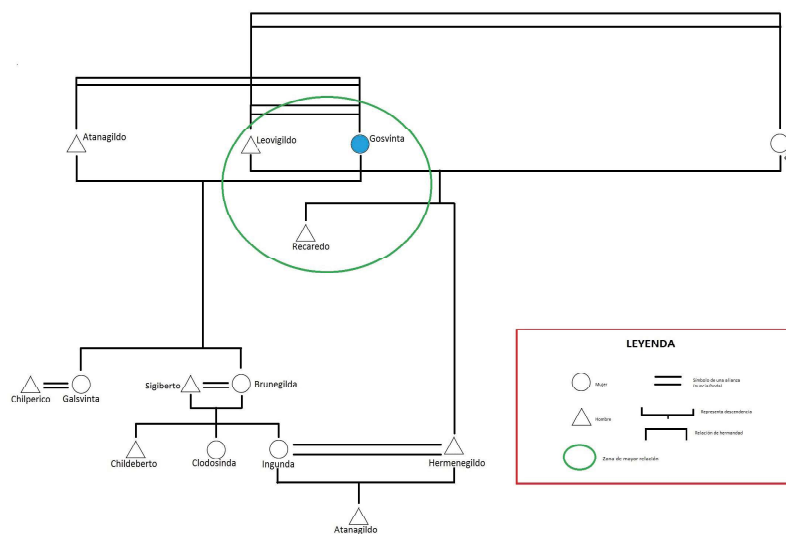 Atanagildo
Leovigildo
Gosvinta
Recaredo
Chilperico
Galsvinta
Sigiberto
Brunegilda
Childeberto
Clodosinda
Ingunda
Hermenegildo
Atanagildo
LEYENDA
Mujer
Símbolo de una alianza
Hombre
Representa descendencia
Relación de hermandad
Zona de mayor relación